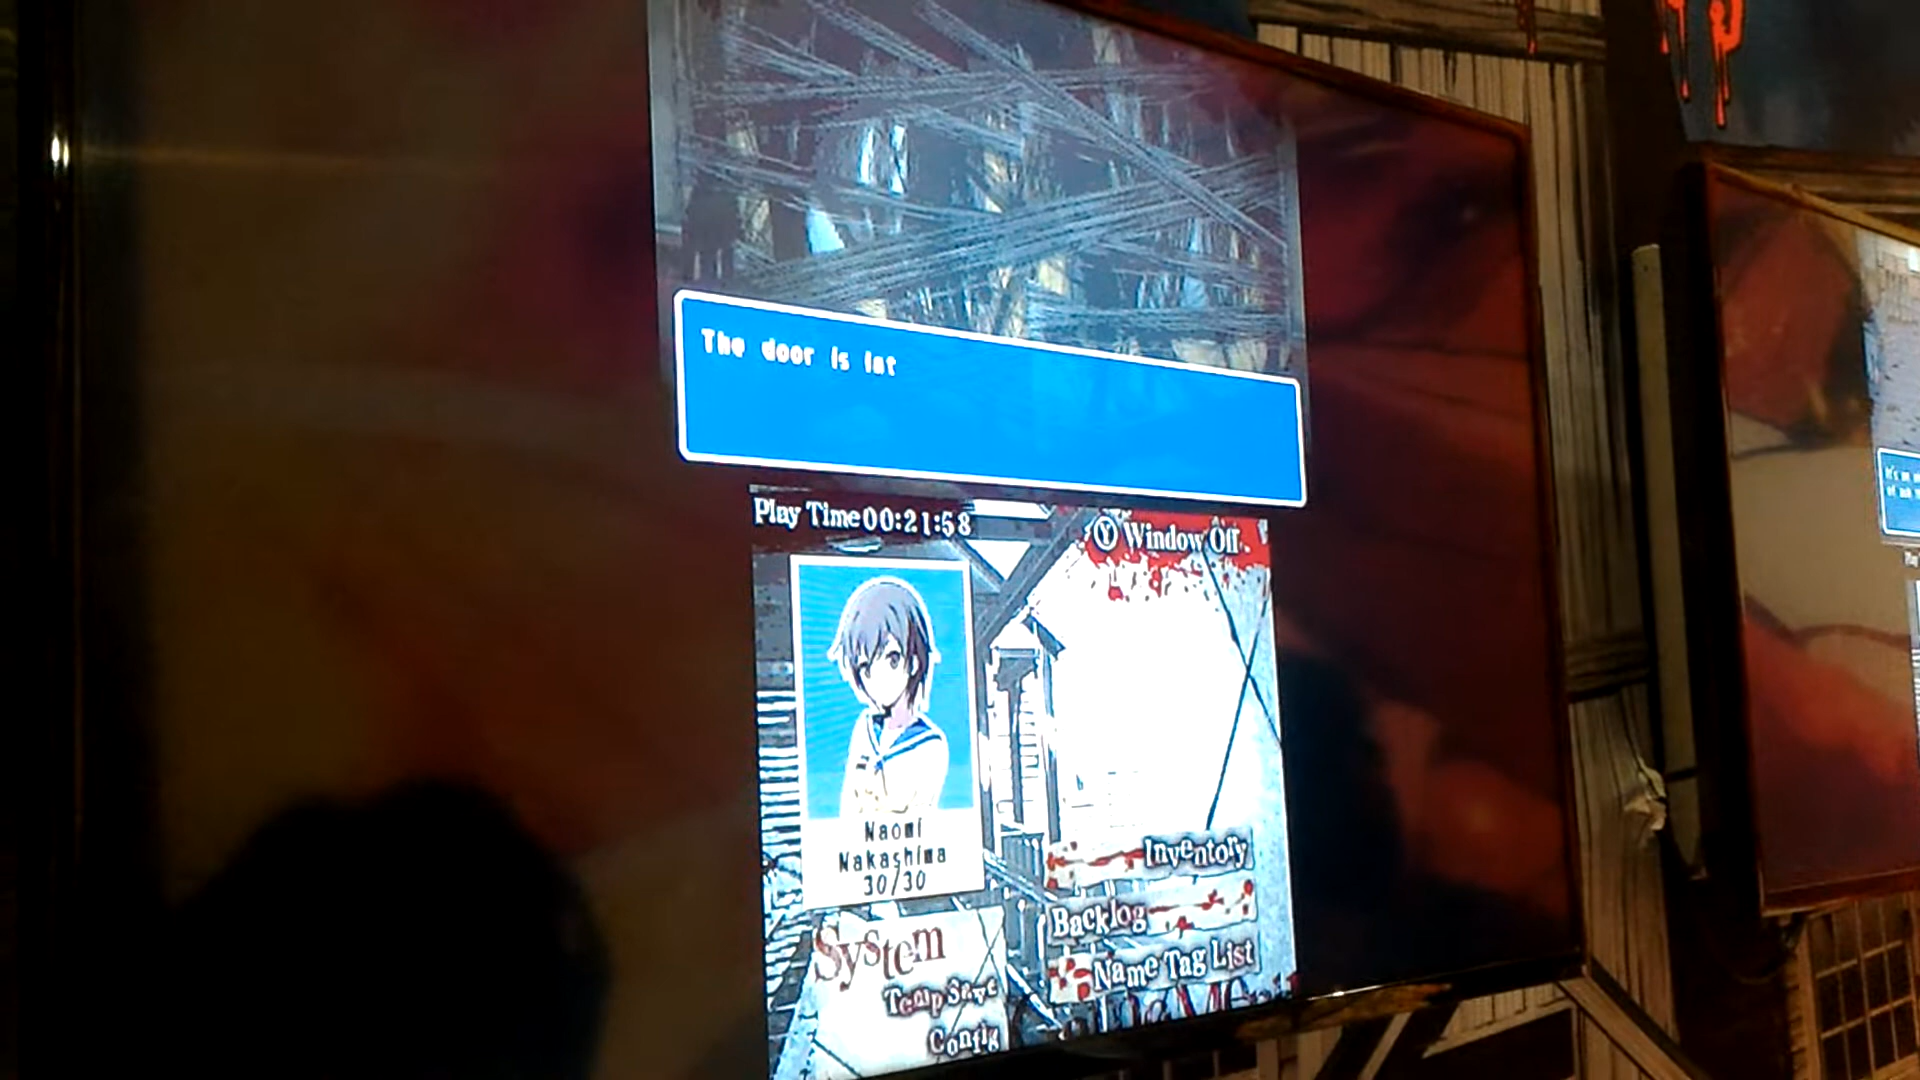 The door is int
Play Time 00:21:58
Ⓨ Window Off
Naomi
Nakashima
30/30
Inventory
Backlog
Name Tag List
System
Temp Save
Config